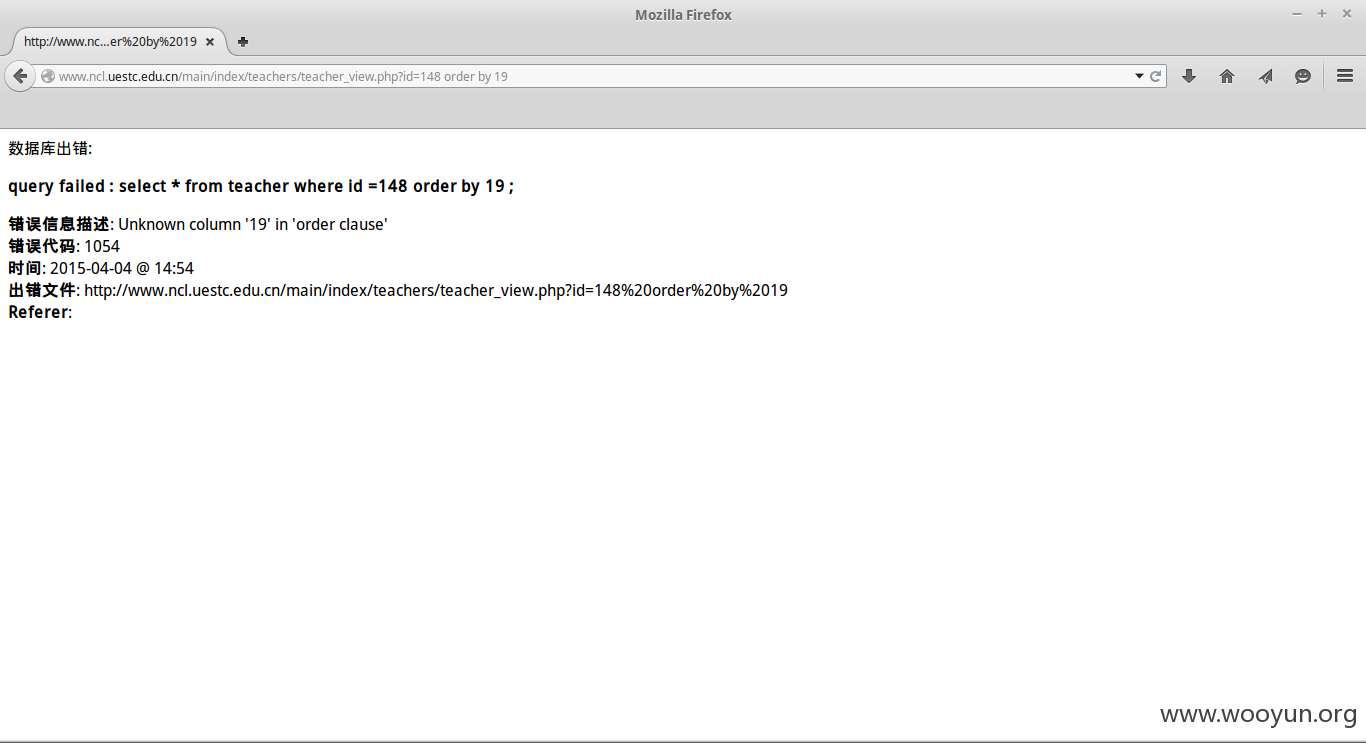 Mozilla Firefox
http://www.nc...er%20by%2019
www.ncl.uestc.edu.cn/main/index/teachers/teacher_view.php?id=148 order by 19
数据库出错:
query failed : select * from teacher where id =148 order by 19 ;
错误信息描述: Unknown column '19' in 'order clause'
错误代码: 1054
时间: 2015-04-04 @ 14:54
出错文件: http://www.ncl.uestc.edu.cn/main/index/teachers/teacher_view.php?id=148%20order%20by%2019
Referer:
www.wooyun.org